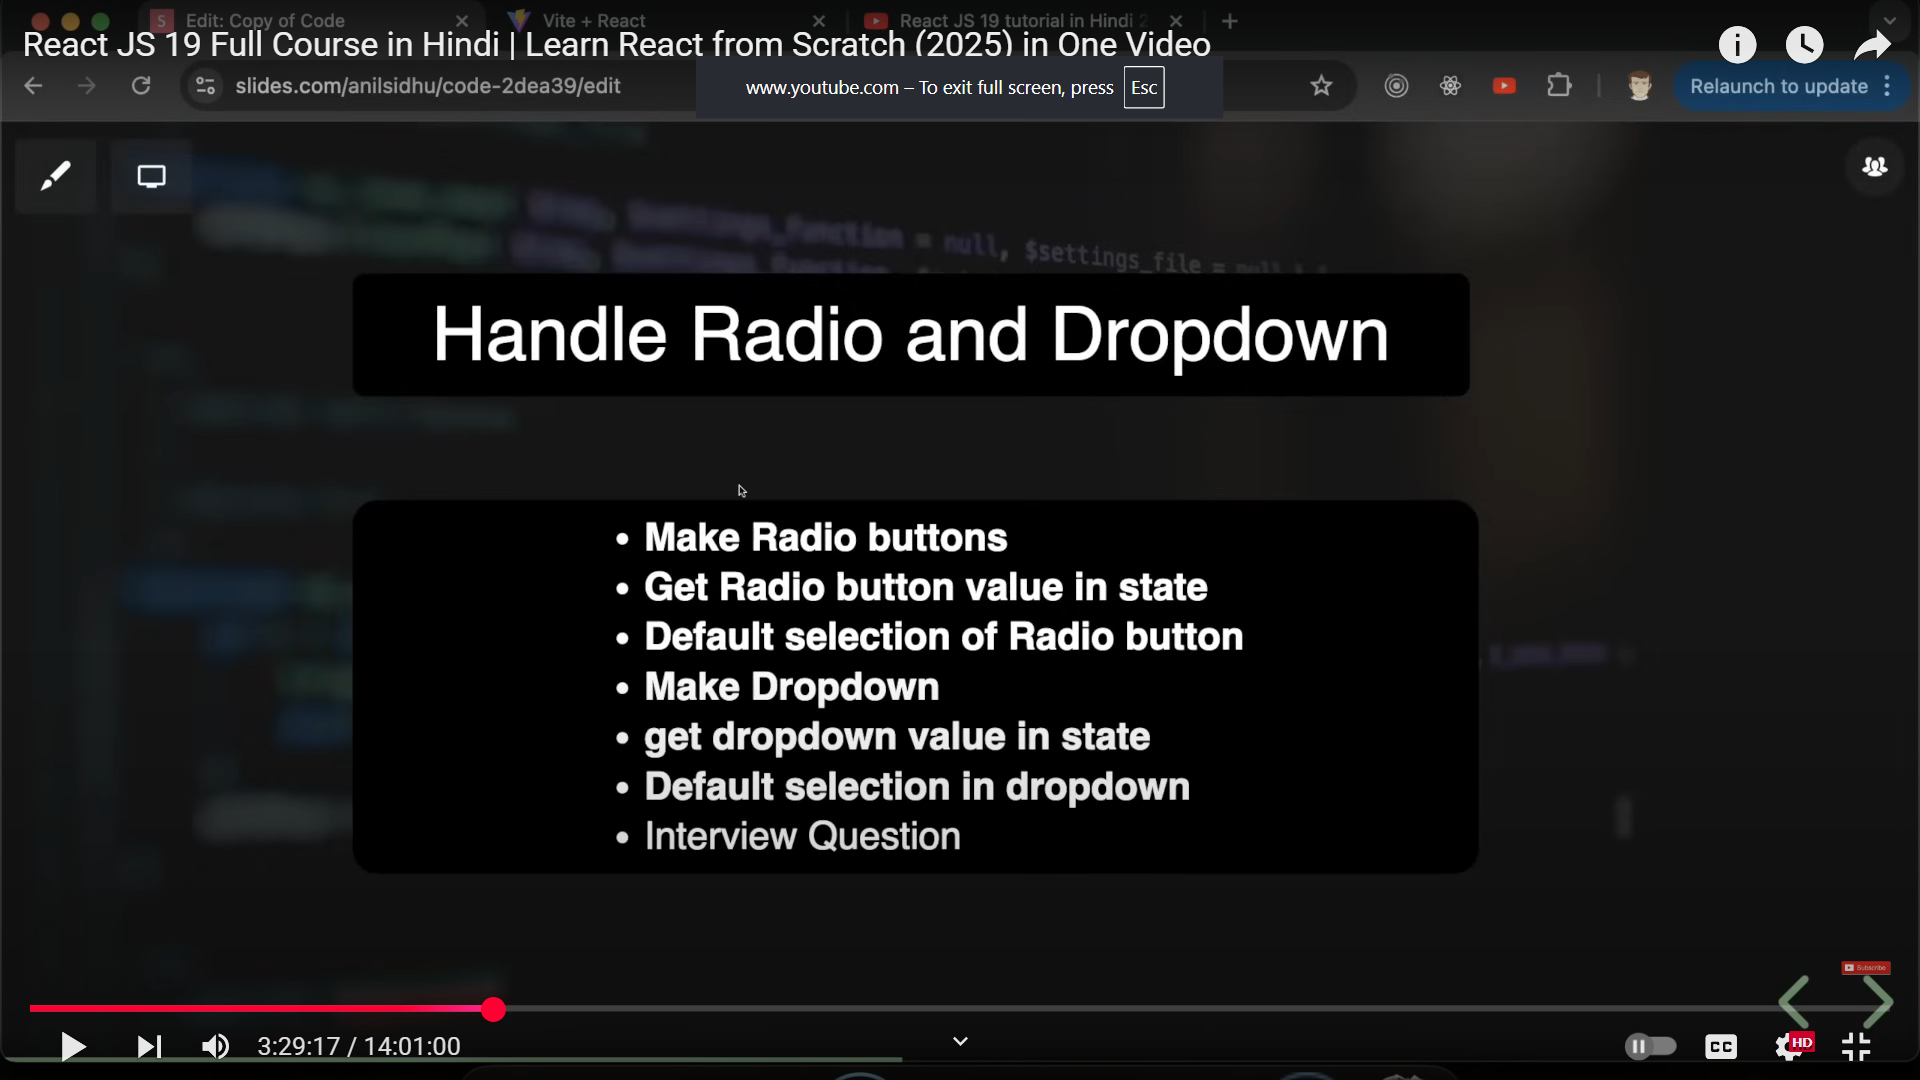 Edit: Copy of Code
Vite + React
React JS 19 tutorial in Hindi 2
React JS 19 Full Course in Hindi | Learn React from Scratch (2025) in One Video
slides.com/anilsidhu/code-2dea39/edit
www.youtube.com – To exit full screen, press Esc
Relaunch to update
= null, $settings_file = null
Handle Radio and Dropdown
• Make Radio buttons
• Get Radio button value in state
• Default selection of Radio button
• Make Dropdown
• get dropdown value in state
• Default selection in dropdown
• Interview Question
Subscribe
3:29:17 / 14:01:00
CC
HD